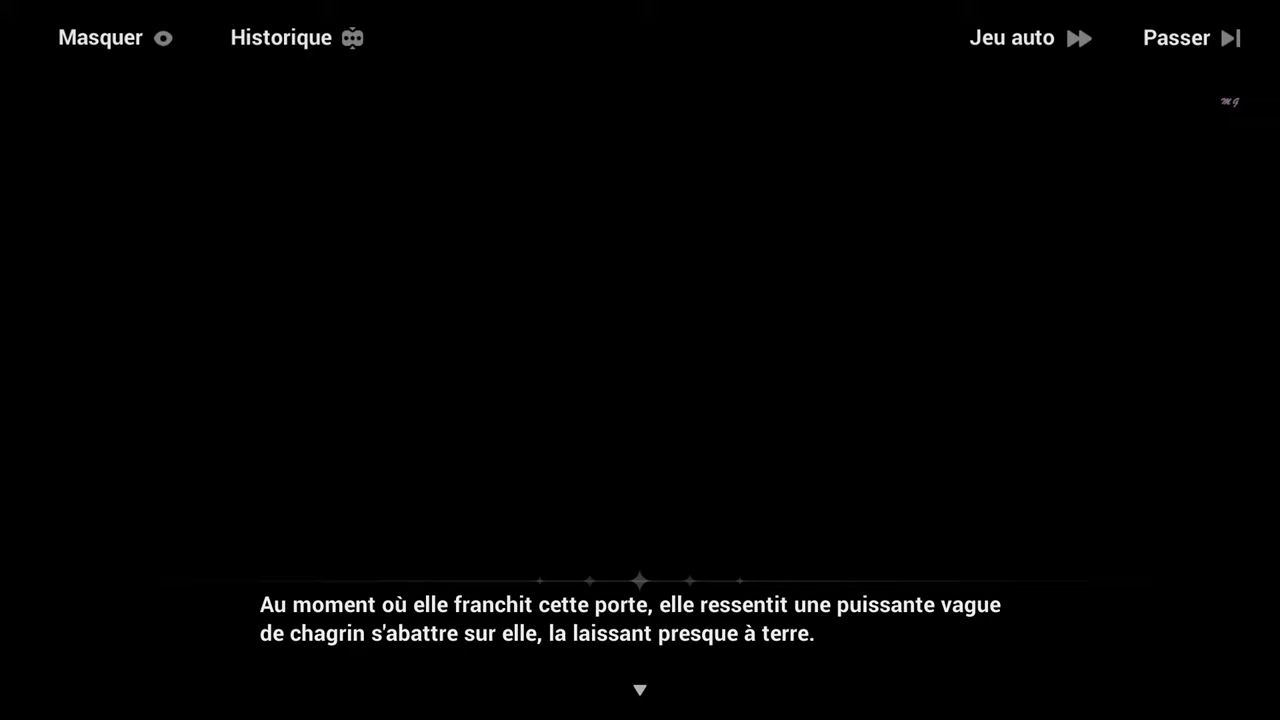 Masquer Historique Jeu auto Passer
MG
Au moment où elle franchit cette porte, elle ressentit une puissante vague
de chagrin s'abattre sur elle, la laissant presque à terre.